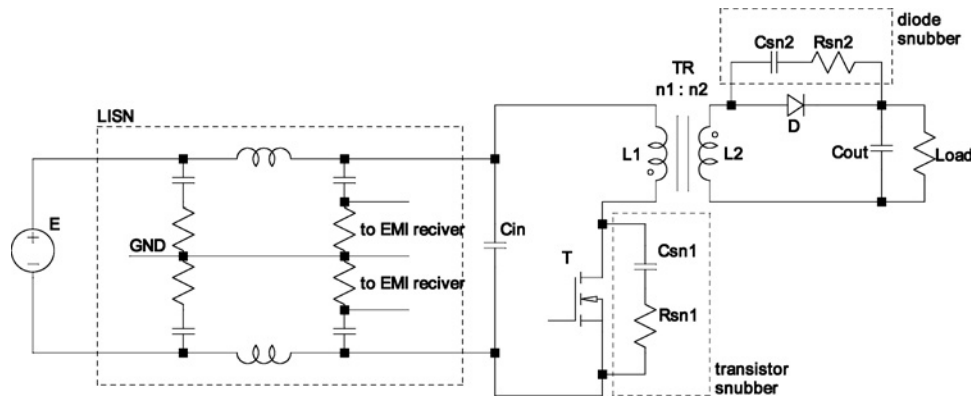 diode
snubber
Csn2
Rsn2
TR
n1 : n2
LISN
D
L1
L2
Cout
Load
E
to EMI reciver
GND
Cin
T
Csn1
to EMI reciver
Rsn1
transistor
snubber